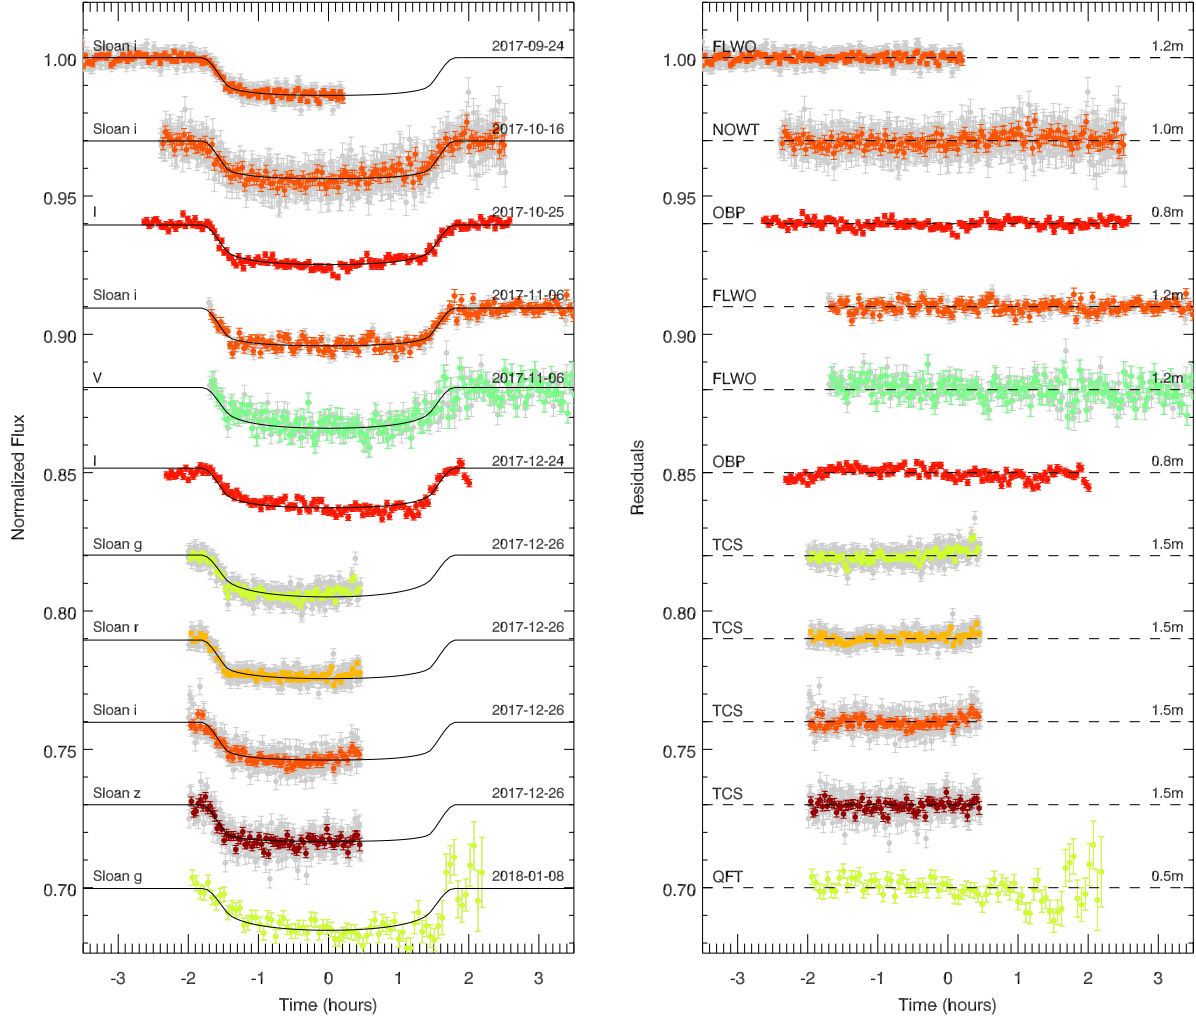 Sloan i 2017-09-24
1.00
Sloan i 2017-10-16
0.95
I 2017-10-25
Sloan i 2017-11-06
0.90
V 2017-11-06
I 2017-12-24
0.85
Sloan g 2017-12-26
0.80
Sloan r 2017-12-26
Sloan i 2017-12-26
0.75
Sloan z 2017-12-26
Sloan g 2018-01-08
0.70
-3 -2 -1 0 1 2 3
Time (hours)
Normalized Flux
FLWO 1.2m
1.00
NOWT 1.0m
0.95
OBP 0.8m
FLWO 1.2m
0.90
FLWO 1.2m
OBP 0.8m
0.85
TCS 1.5m
0.80
TCS 1.5m
TCS 1.5m
0.75
TCS 1.5m
QFT 0.5m
0.70
-3 -2 -1 0 1 2 3
Time (hours)
Residuals